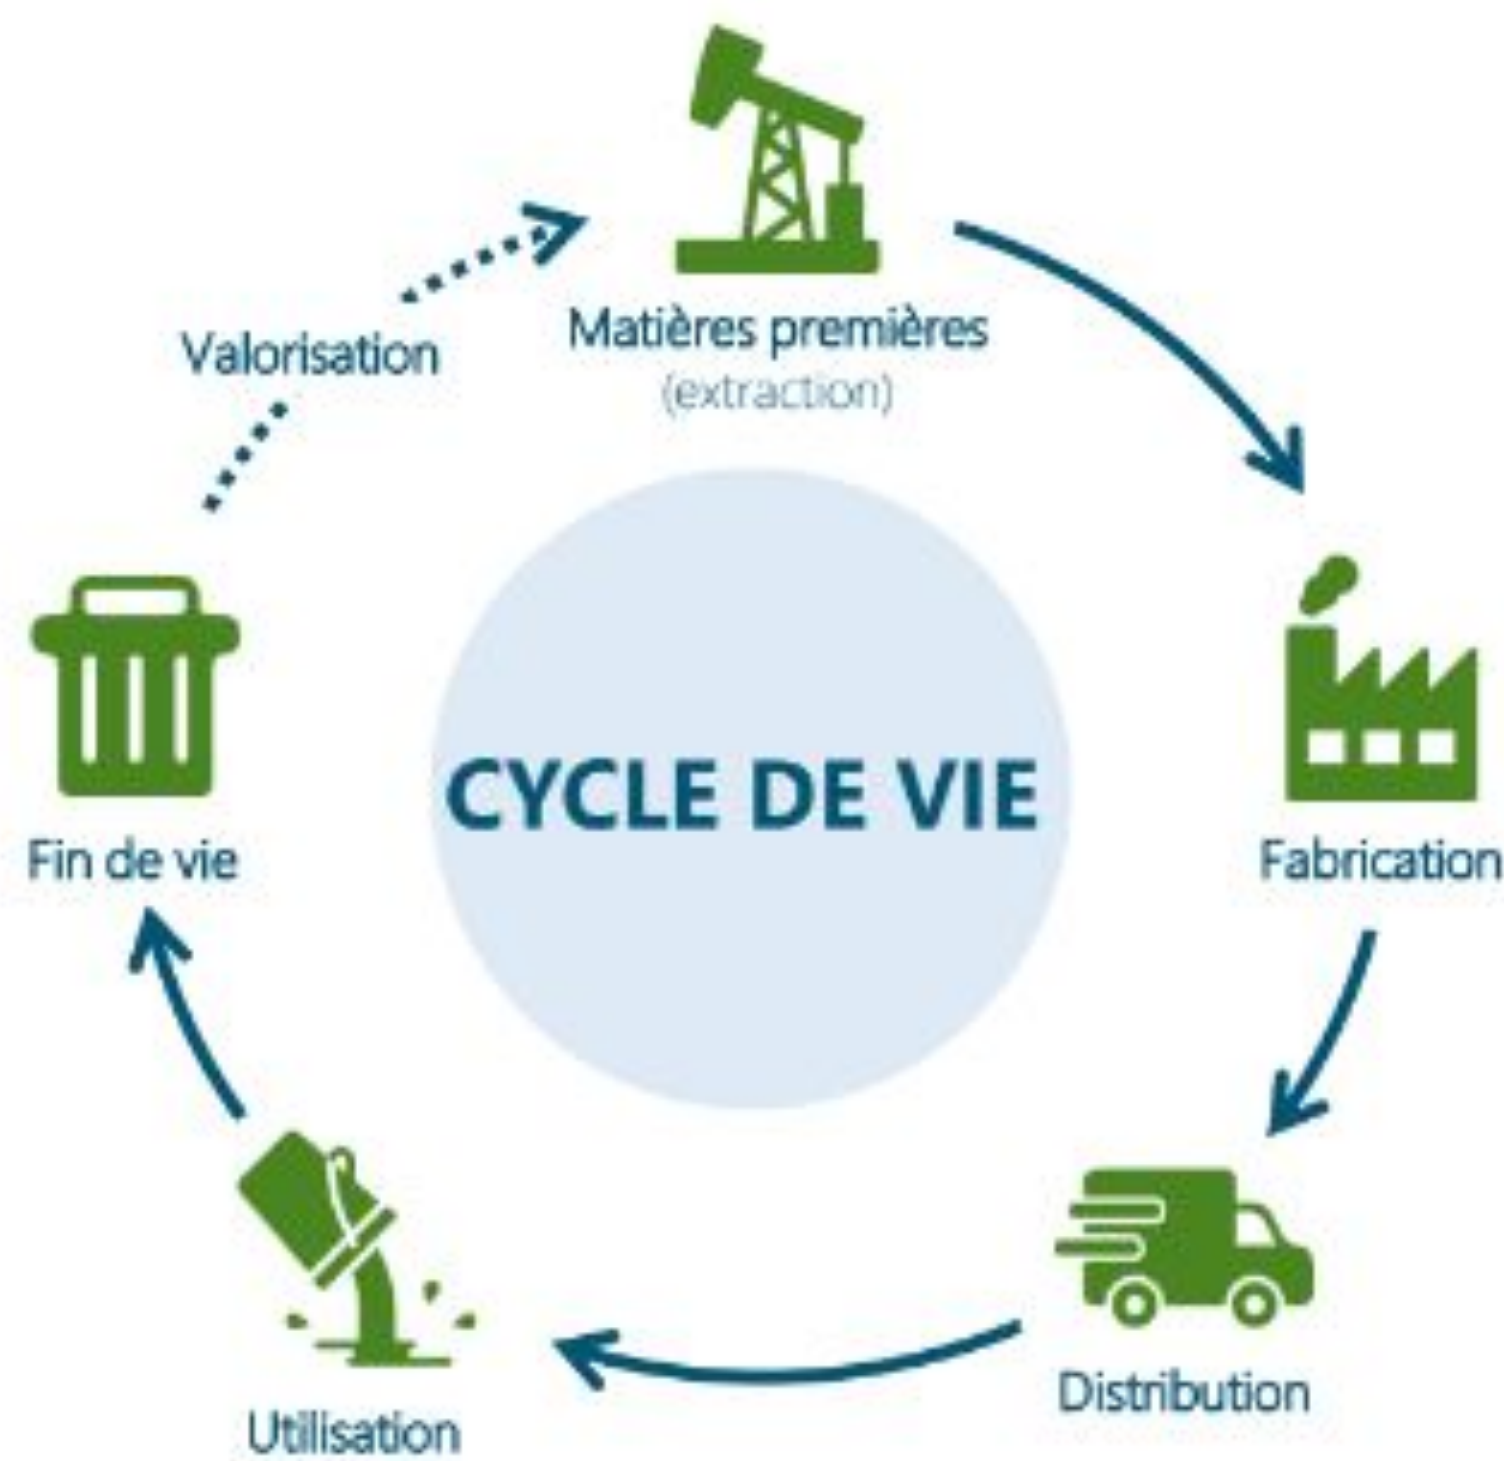 Matières premières
(extraction)
Valorisation
CYCLE DE VIE
Fin de vie
Fabrication
Distribution
Utilisation